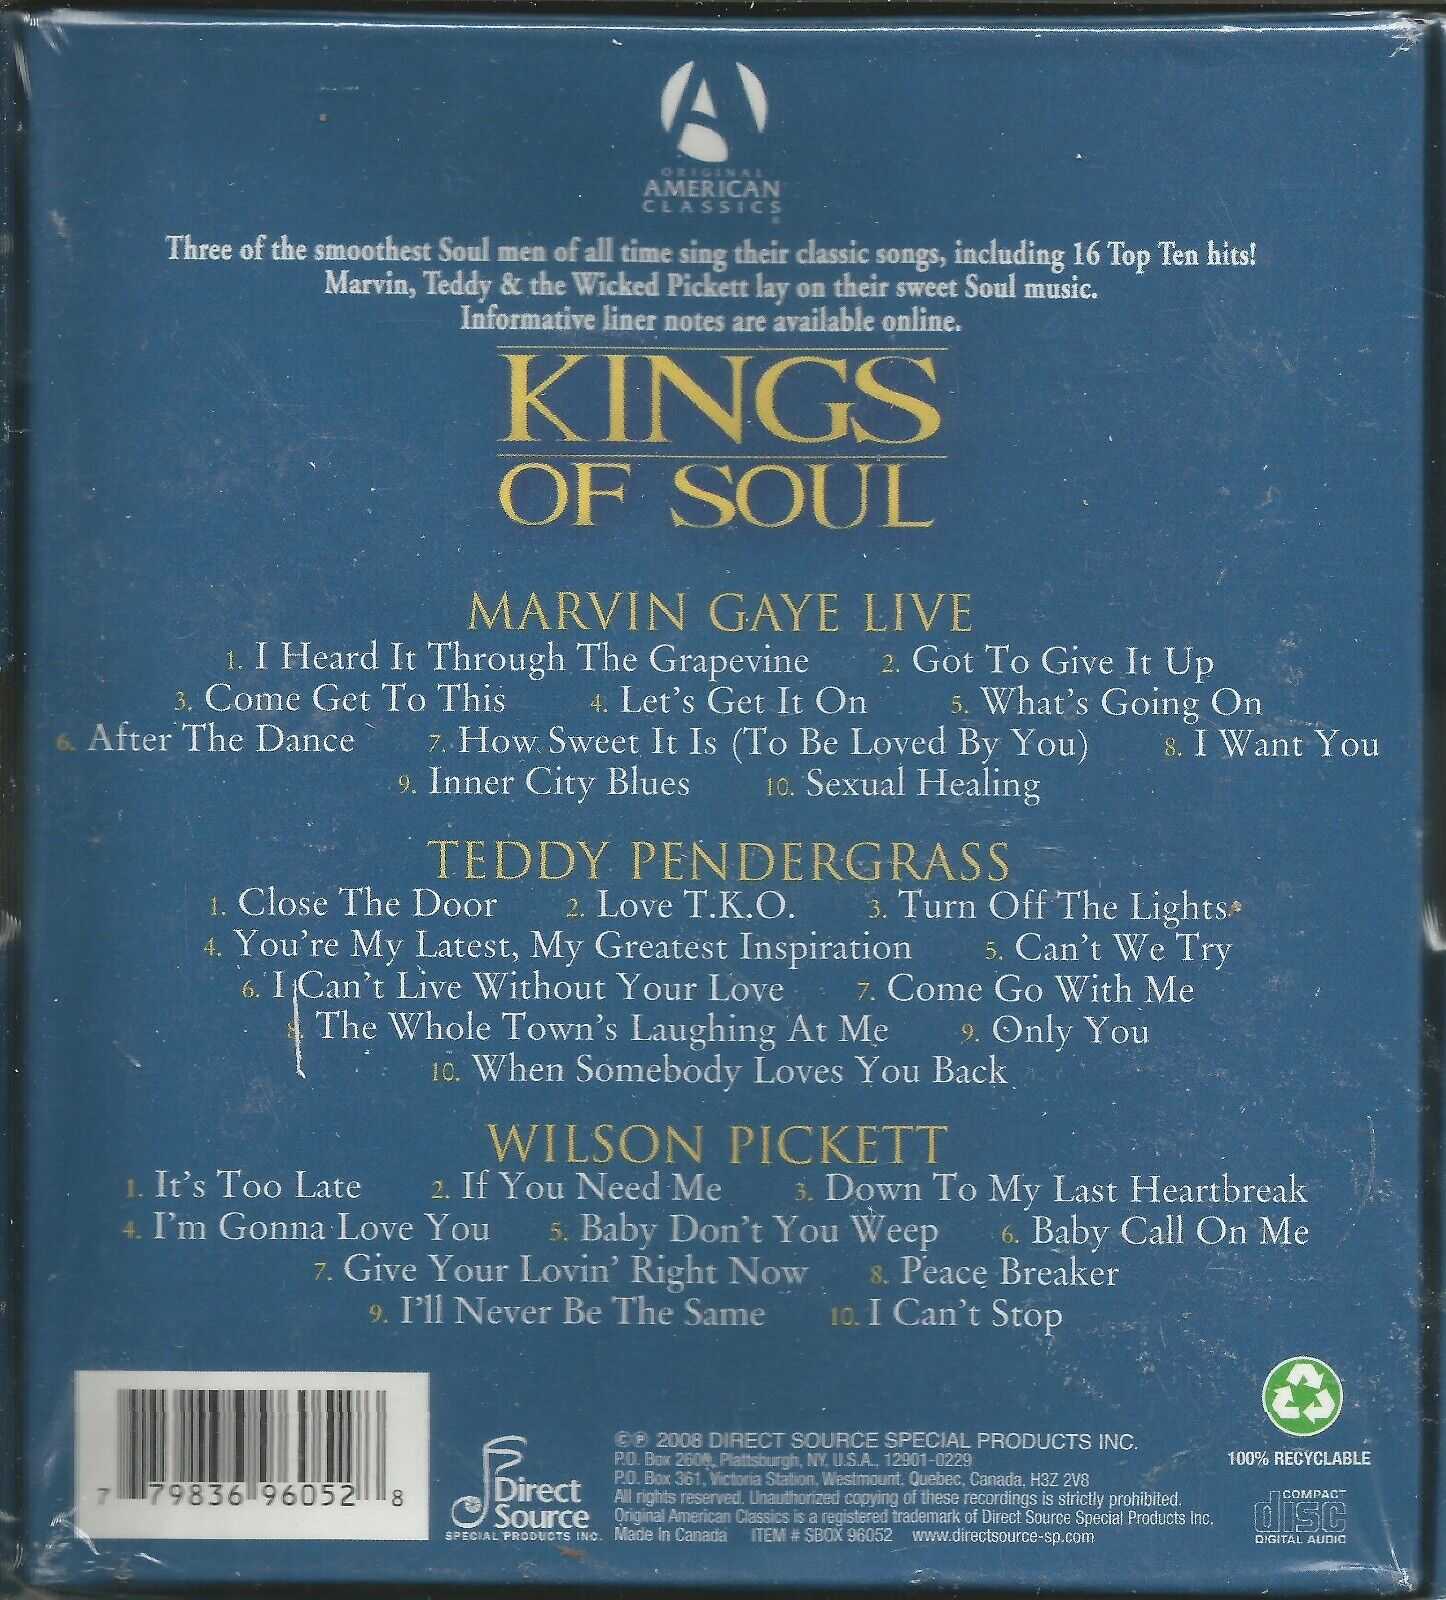 ORIGINAL
AMERICAN
CLASSICS
Three of the smoothest Soul men of all time sing their classic songs, including 16 Top Ten hits!
Marvin, Teddy & the Wicked Pickett lay on their sweet Soul music.
Informative liner notes are available online.
KINGS
OF SOUL
MARVIN GAYE LIVE
1. I Heard It Through The Grapevine 2. Got To Give It Up
3. Come Get To This 4. Let's Get It On 5. What's Going On
6. After The Dance 7. How Sweet It Is (To Be Loved By You) 8. I Want You
9. Inner City Blues 10. Sexual Healing
TEDDY PENDERGRASS
1. Close The Door 2. Love T.K.O. 3. Turn Off The Lights
4. You're My Latest, My Greatest Inspiration 5. Can't We Try
6. I Can't Live Without Your Love 7. Come Go With Me
8. The Whole Town's Laughing At Me 9. Only You
10. When Somebody Loves You Back
WILSON PICKETT
1. It's Too Late 2. If You Need Me 3. Down To My Last Heartbreak
4. I'm Gonna Love You 5. Baby Don't You Weep 6. Baby Call On Me
7. Give Your Lovin' Right Now 8. Peace Breaker
9. I'll Never Be The Same 10. I Can't Stop
7 79836 96052 8
Direct
Source
SPECIAL PRODUCTS INC.
©℗ 2008 DIRECT SOURCE SPECIAL PRODUCTS INC.
P.O. Box 2600, Plattsburgh, NY, U.S.A., 12901-0229
P.O. Box 361, Victoria Station, Westmount, Quebec, Canada, H3Z 2V8
All rights reserved. Unauthorized copying of these recordings is strictly prohibited.
Original American Classics is a registered trademark of Direct Source Special Products Inc.
Made In Canada ITEM # SBOX 96052 www.directsource-sp.com
100% RECYCLABLE
COMPACT
disc
DIGITAL AUDIO